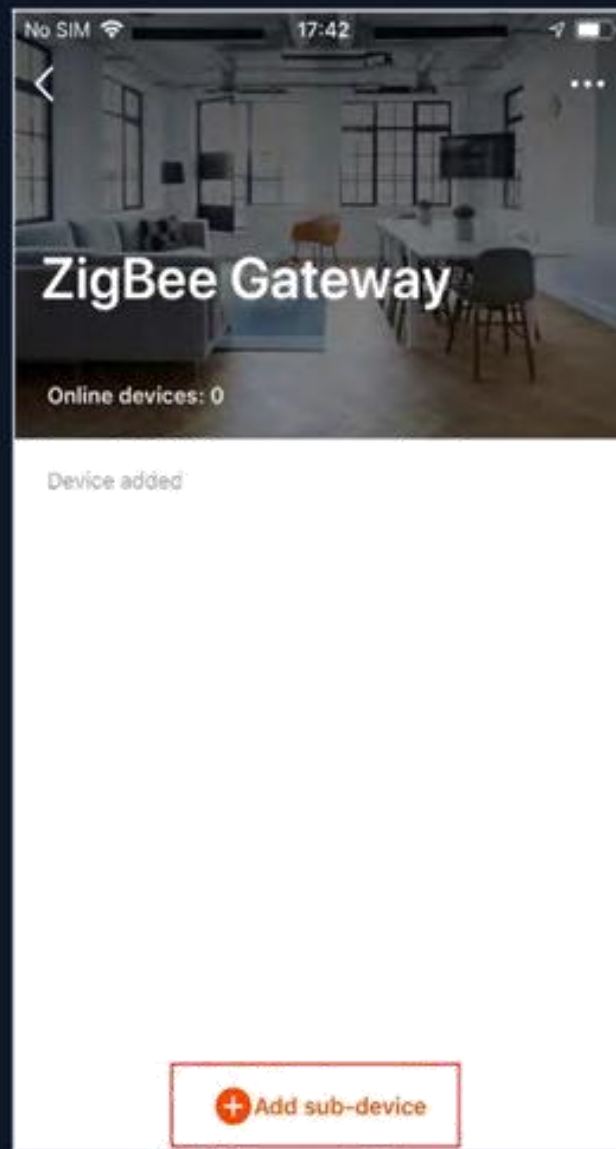 No SIM 17:42
ZigBee Gateway
Online devices: 0
Device added
Add sub-device